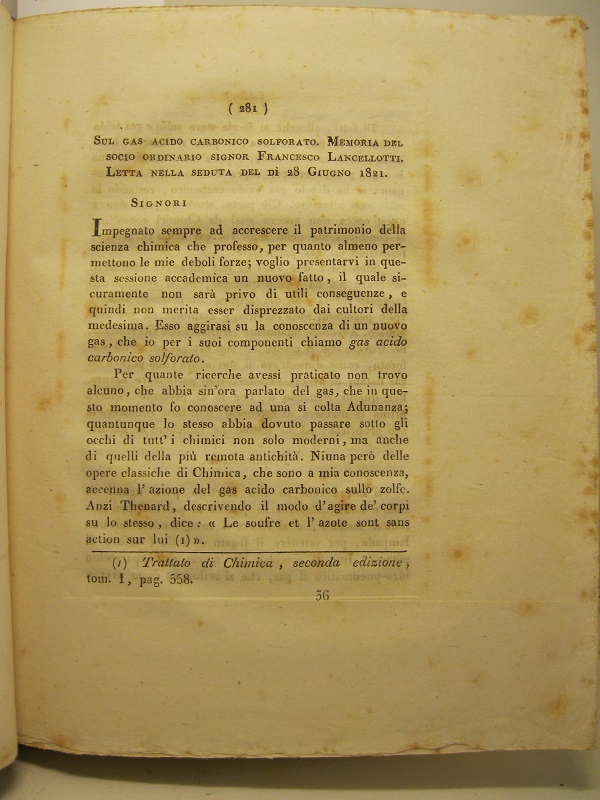 ( 281 )
Sul gas acido carbonico solforato. Memoria del
socio ordinario signor Francesco Lancellotti.
Letta nella seduta del dì 28 Giugno 1821.
Signori
Impegnato sempre ad accrescere il patrimonio della
scienza chimica che professo, per quanto almeno per-
mettono le mie deboli forze; voglio presentarvi in que-
sta sessione accademica un nuovo fatto, il quale si-
curamente non sarà privo di utili conseguenze, e
quindi non merita esser disprezzato dai cultori della
medesima. Esso aggirasi su la conoscenza di un nuovo
gas, che io per i suoi componenti chiamo gas acido
carbonico solforato.
Per quante ricerche avessi praticato non trovo
alcuno, che abbia sin'ora parlato del gas, che in que-
sto momento fo conoscere ad una sì colta Adunanza;
quantunque lo stesso abbia dovuto passare sotto gli
occhi di tutt' i chimici non solo moderni, ma anche
di quelli della più remota antichità. Niuna però delle
opere classiche di Chimica, che sono a mia conoscenza,
accenna l'azione del gas acido carbonico sullo zolfo.
Anzi Thenard, descrivendo il modo d'agire de' corpi
su lo stesso, dice: « Le soufre et l'azote sont sans
action sur lui (1) ».
(1) Trattato di Chimica, seconda edizione,
tom. I, pag. 558.
36